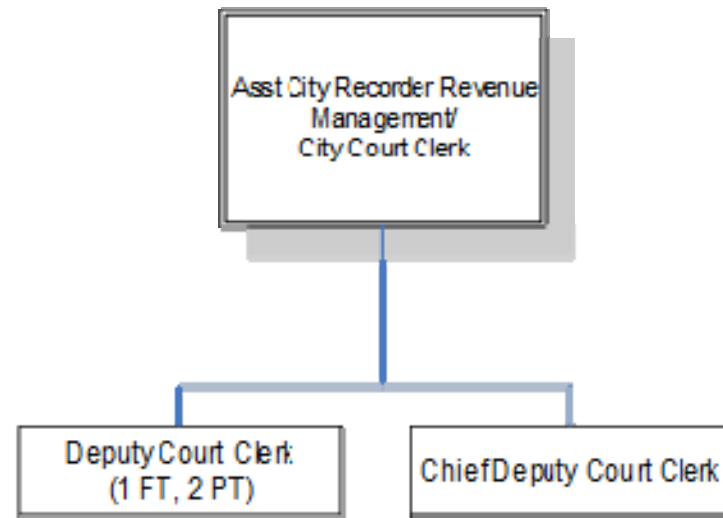 Asst City Recorder Revenue
Management/
City Court Clerk
Deputy Court Clerk
(1 FT, 2 PT)
Chief Deputy Court Clerk